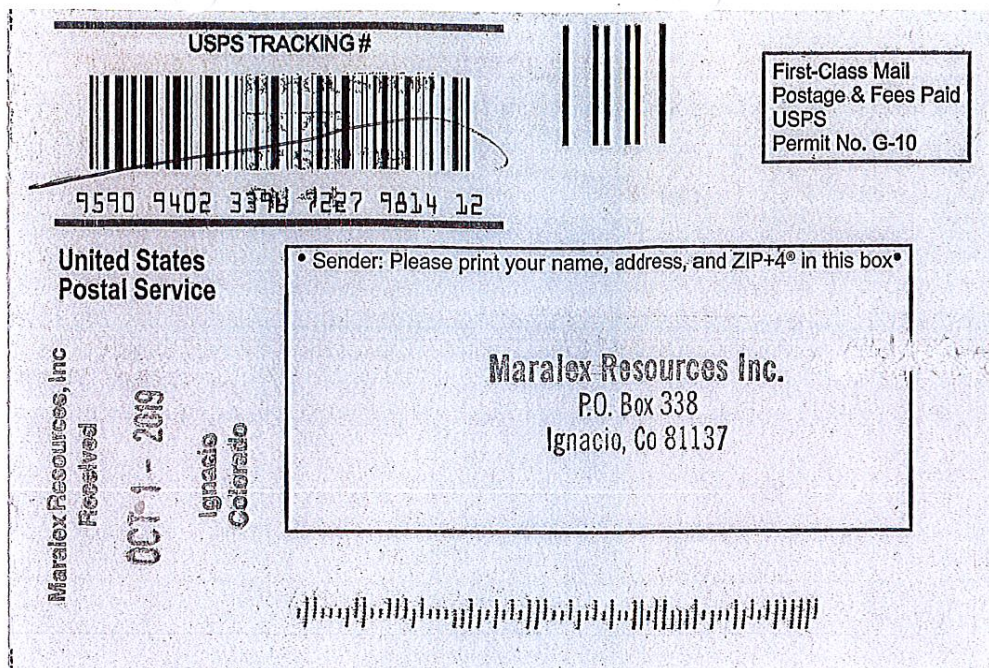 USPS TRACKING #
First-Class Mail
Postage & Fees Paid
USPS
Permit No. G-10
9590 9402 7227 9814 12
United States
Postal Service
• Sender: Please print your name, address, and ZIP+4® in this box•
Maralex Resources Inc.
P.O. Box 338
Ignacio, Co 81137
Maralex Resources, Inc
Received
OCT 1 - 2019
Ignacio
Colorado